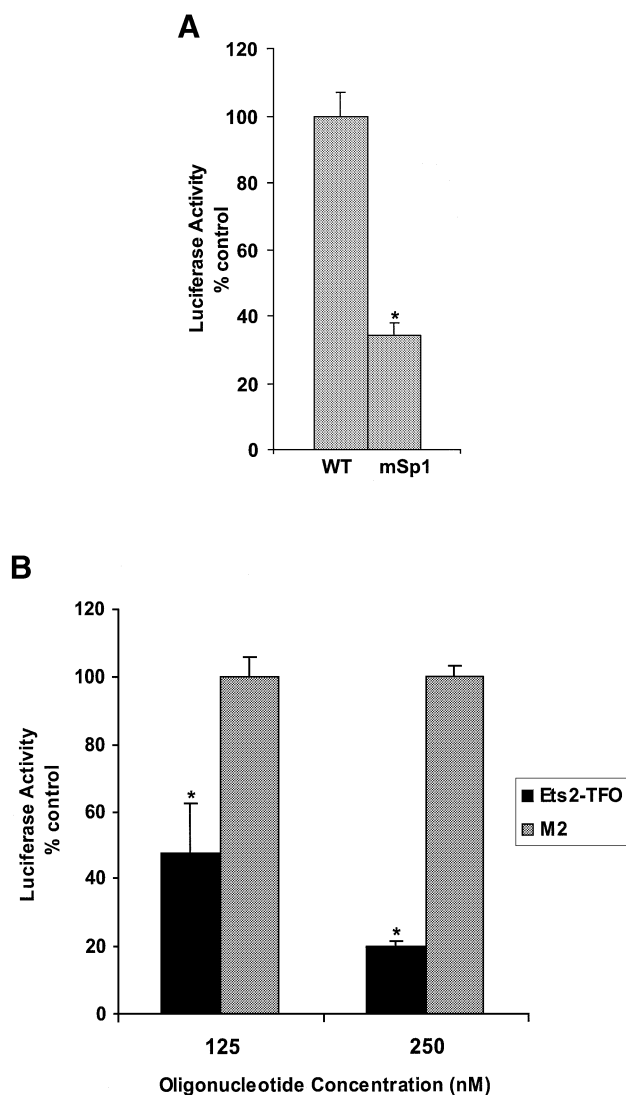 A
Luciferase Activity
% control
120
100
80
60
40
20
0
*
WT mSp1
B
Luciferase Activity
% control
120
100
80
60
40
20
0
*
*
Ets2-TFO
M2
125 250
Oligonucleotide Concentration (nM)